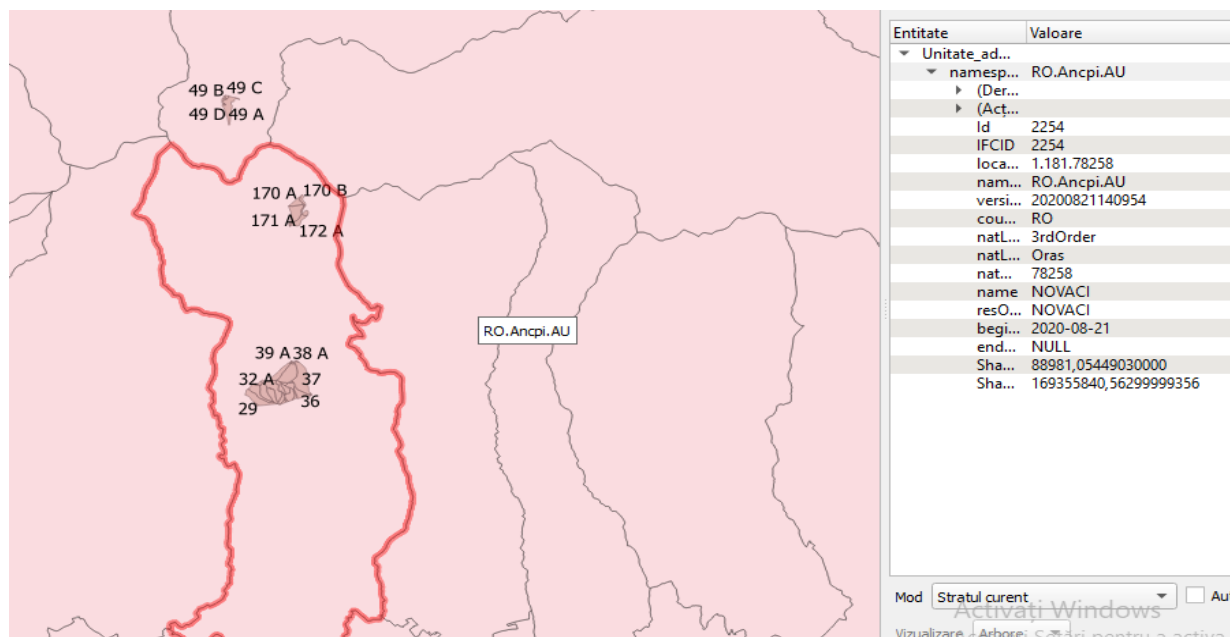 49 B 49 C
49 D 49 A
170 A 170 B
171 A
172 A
RO.Ancpi.AU
39 A 38 A
32 A 37
29 36
Entitate Valoare
Unitate_ad...
namesp... RO.Ancpi.AU
(Der...
(Acț...
Id 2254
IFCID 2254
loca... 1.181.78258
nam... RO.Ancpi.AU
versi... 20200821140954
cou... RO
natL... 3rdOrder
natL... Oras
nat... 78258
name NOVACI
resO... NOVACI
begi... 2020-08-21
end... NULL
Sha... 88981,05449030000
Sha... 169355840,56299999356
Mod Stratul curent Au
Activați Windows
Vizualizare Arbore